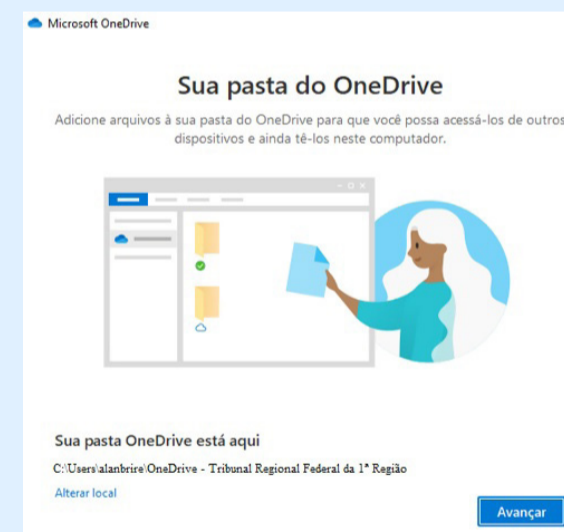 Microsoft OneDrive
Sua pasta do OneDrive
Adicione arquivos à sua pasta do OneDrive para que você possa acessá-los de outros
dispositivos e ainda tê-los neste computador.
Sua pasta OneDrive está aqui
C:\Users\alanbrire\OneDrive - Tribunal Regional Federal da 1ª Região
Alterar local
Avançar